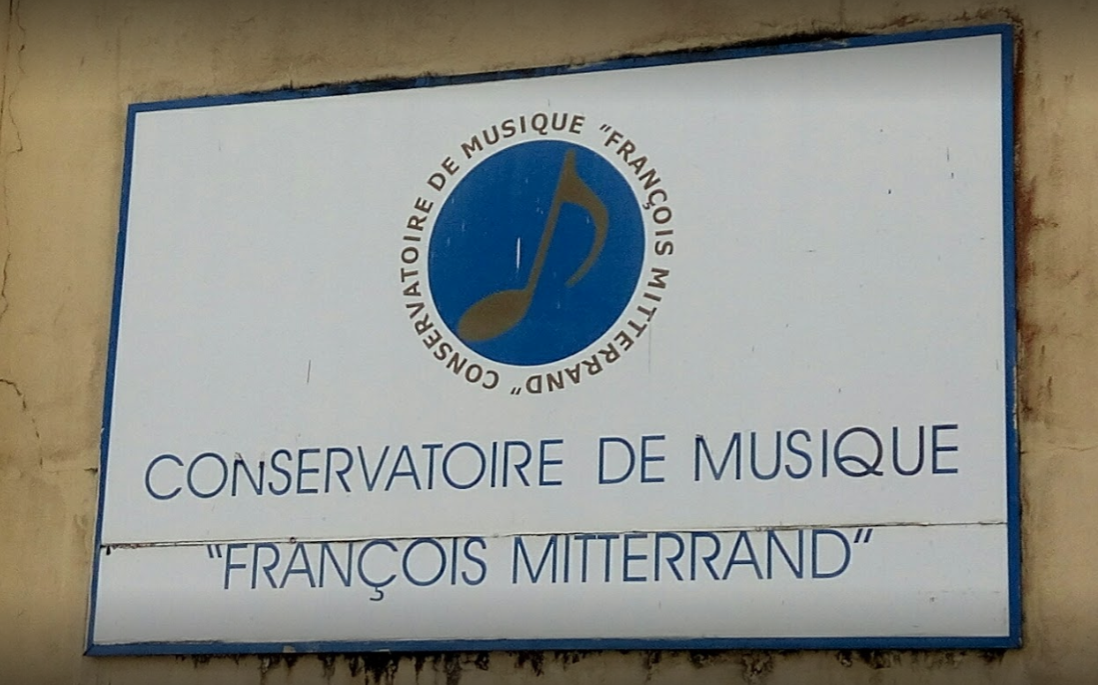 CONSERVATOIRE DE MUSIQUE "FRANÇOIS MITTERRAND"
CONSERVATOIRE DE MUSIQUE
"FRANÇOIS MITTERRAND"